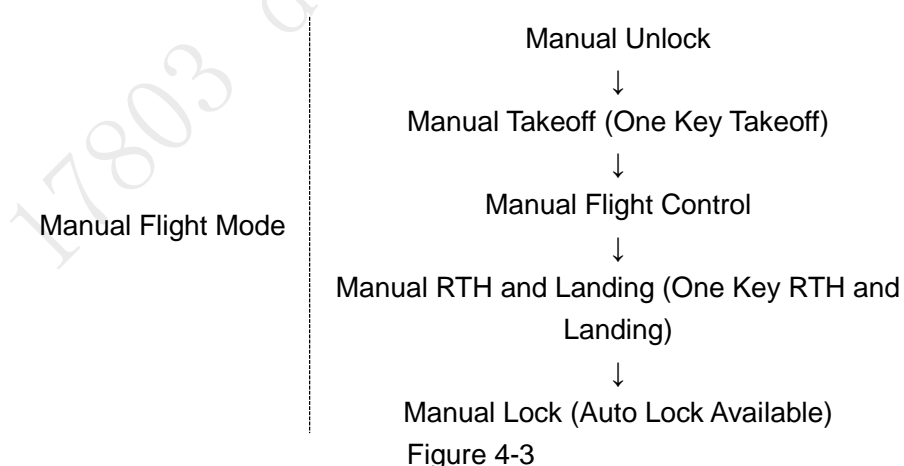 Manual Unlock
↓
Manual Takeoff (One Key Takeoff)
↓
Manual Flight Control
↓
Manual Flight Mode
Manual RTH and Landing (One Key RTH and
Landing)
↓
Manual Lock (Auto Lock Available)
Figure 4-3
17803